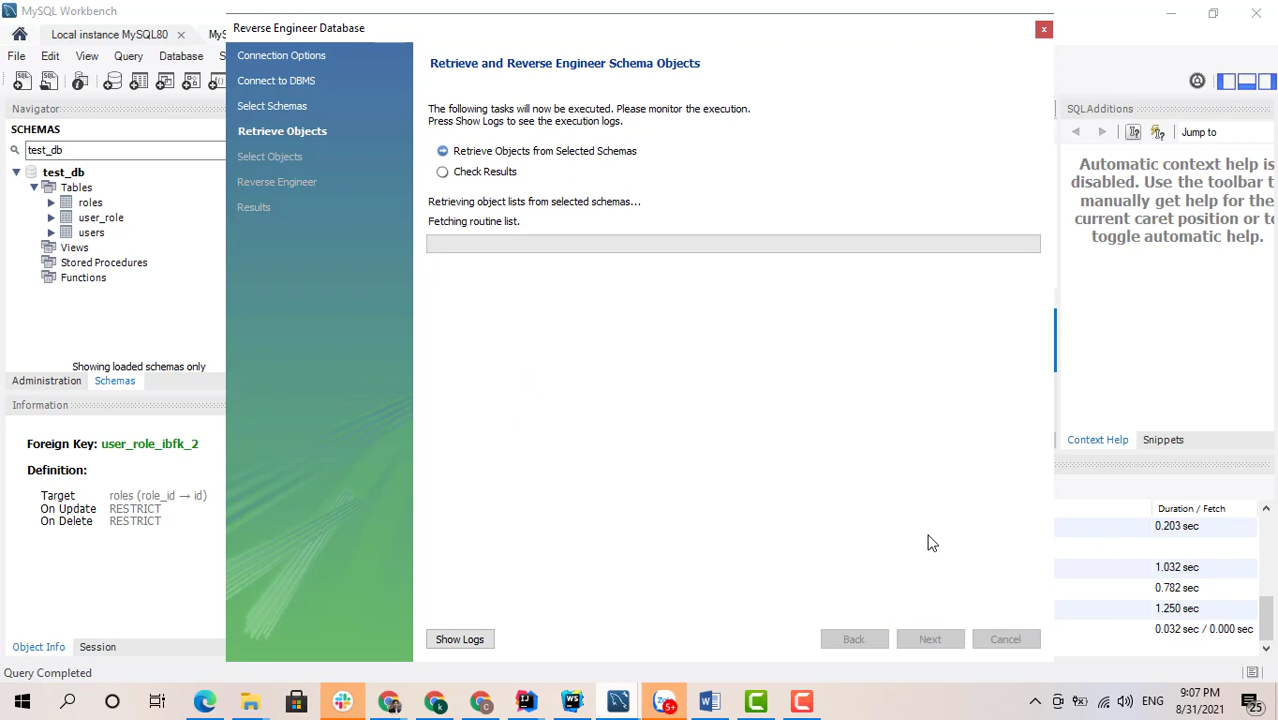 MySQL Workbench
Local instance MySQL80
File Edit View Query Database
Navigator
SCHEMAS
test_db
test_db
Tables
roles
user_role
users
Views
Stored Procedures
Functions
Showing loaded schemas only
Administration Schemas
Information
Foreign Key: user_role_ibfk_2
Definition:
Target roles (role_id → id)
On Update RESTRICT
On Delete RESTRICT
Object Info Session
Query Completed
Reverse Engineer Database
Connection Options
Connect to DBMS
Select Schemas
Retrieve Objects
Select Objects
Reverse Engineer
Results
Retrieve and Reverse Engineer Schema Objects
The following tasks will now be executed. Please monitor the execution.
Press Show Logs to see the execution logs.
Retrieve Objects from Selected Schemas
Check Results
Retrieving object lists from selected schemas...
Fetching routine list.
Show Logs Back Next Cancel
SQLAdditions
Jump to
Automatic context help is
disabled. Use the toolbar t
manually get help for the
current caret position or to
toggle automatic help.
Context Help Snippets
Duration / Fetch
0.203 sec
1.032 sec
0.782 sec
1.250 sec
0.032 sec / 0.000 sec
5+
ENG
9:07 PM
8/31/2021
25